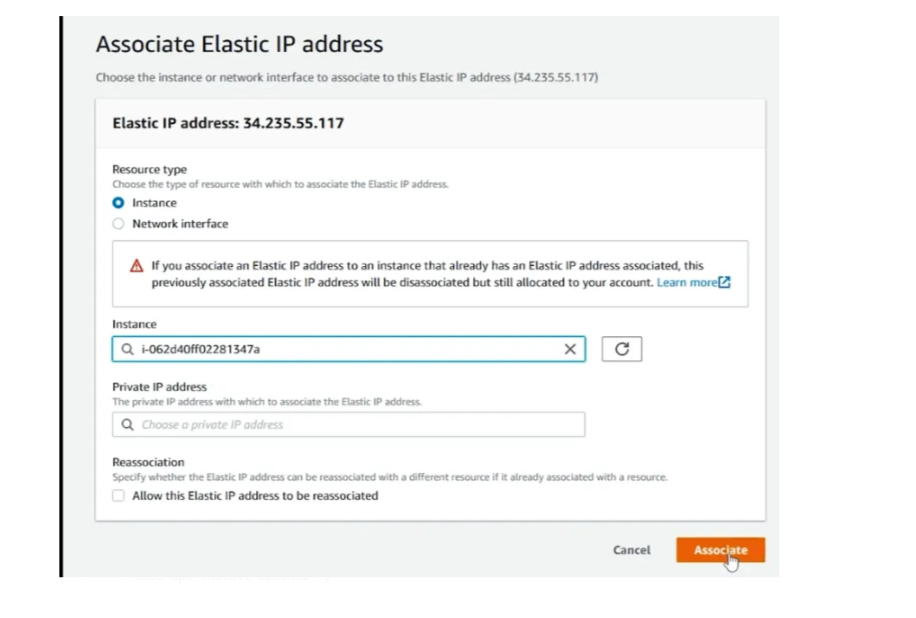 Associate Elastic IP address
Choose the instance or network interface to associate to this Elastic IP address (34.235.55.117)
Elastic IP address: 34.235.55.117
Resource type
Choose the type of resource with which to associate the Elastic IP address.
Instance
Network interface
If you associate an Elastic IP address to an instance that already has an Elastic IP address associated, this
previously associated Elastic IP address will be disassociated but still allocated to your account. Learn more
Instance
i-062d40ff02281347a
Private IP address
The private IP address with which to associate the Elastic IP address.
Choose a private IP address
Reassociation
Specify whether the Elastic IP address can be reassociated with a different resource if it already associated with a resource.
Allow this Elastic IP address to be reassociated
Cancel Associate